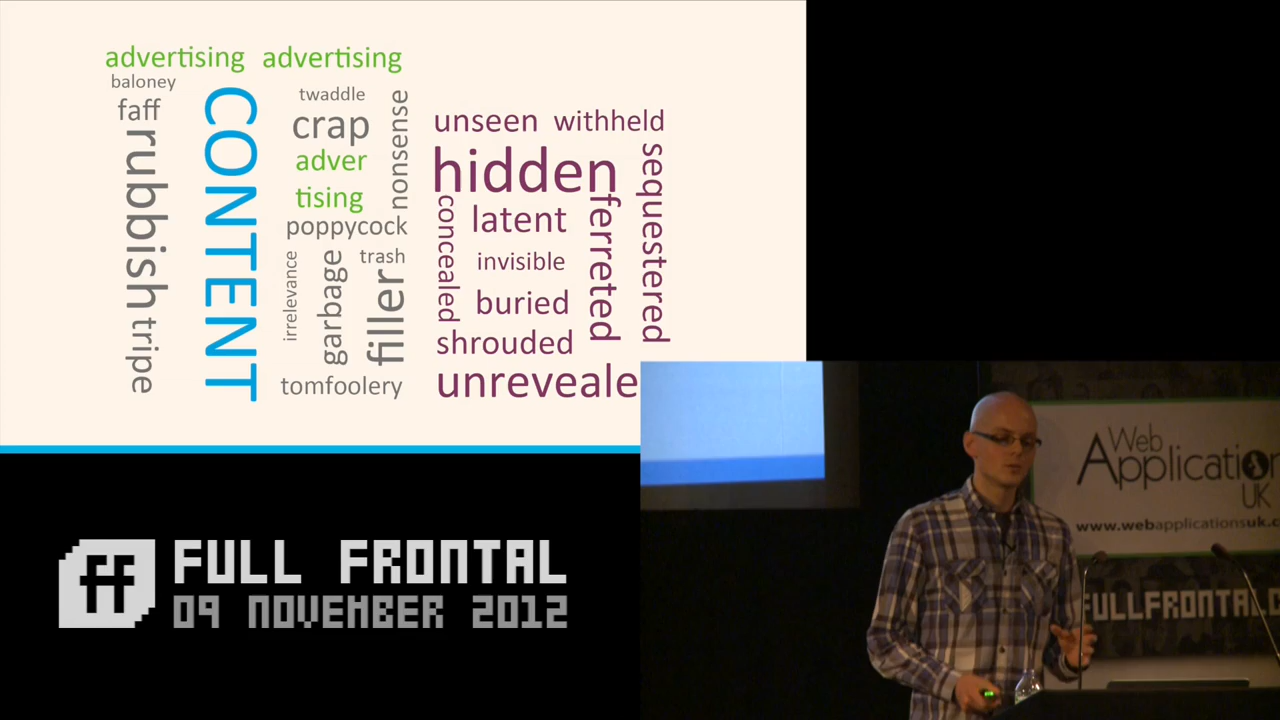 advertising advertising
baloney
faff
rubbish
tripe
CONTENT
twaddle
crap
adver
tising
nonsense
poppycock
irrelevance
garbage
trash
filler
tomfoolery
unseen withheld
hidden
sequestered
concealed
latent
ferreted
invisible
buried
shrouded
unreveale
ff
FULL FRONTAL
09 NOVEMBER 2012
Web
Application
UK
www.webapplicationsuk.c
FULLFRONTAL.